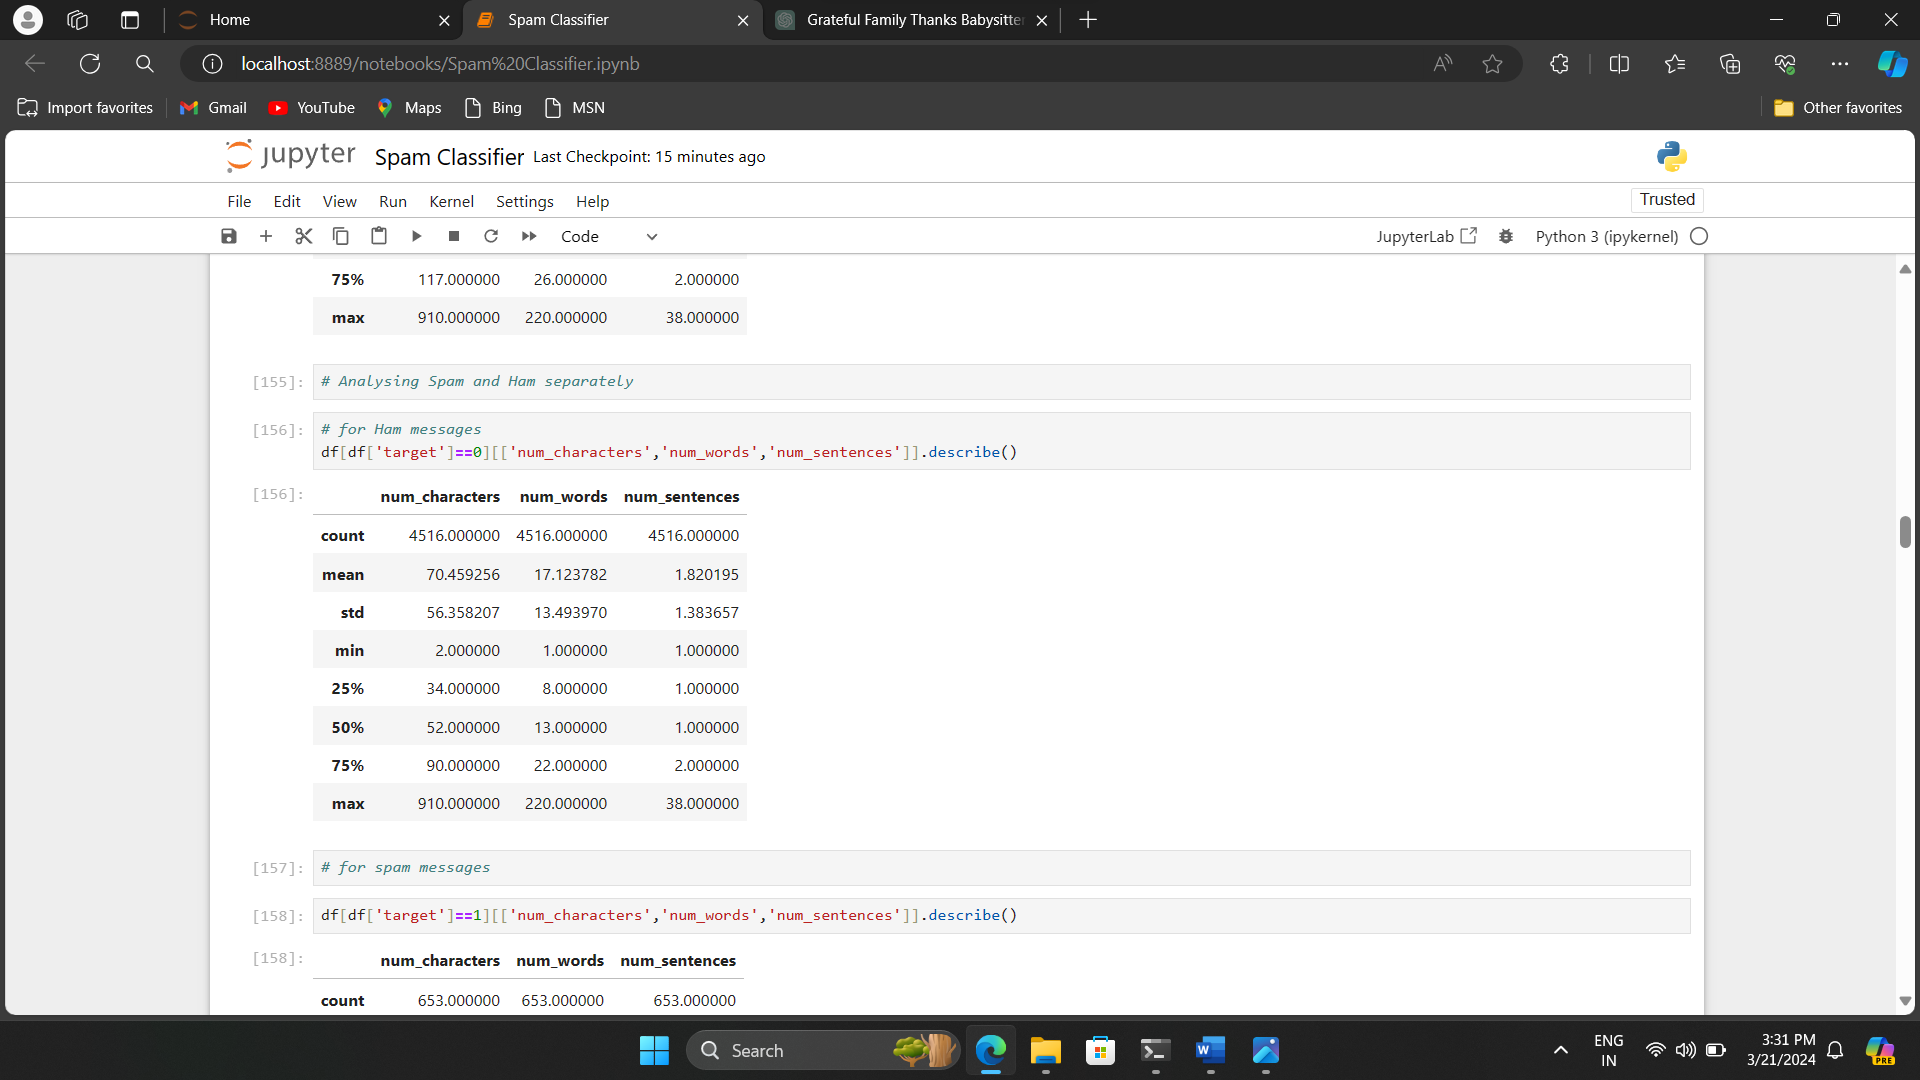 Home
Spam Classifier
Grateful Family Thanks Babysitter
localhost:8889/notebooks/Spam%20Classifier.ipynb
Import favorites
Gmail
YouTube
Maps
Bing
MSN
Other favorites
jupyter Spam Classifier Last Checkpoint: 15 minutes ago
File Edit View Run Kernel Settings Help
Trusted
Code
JupyterLab
Python 3 (ipykernel)
75% 117.000000 26.000000 2.000000
max 910.000000 220.000000 38.000000
[155]: # Analysing Spam and Ham separately
[156]: # for Ham messages
df[df['target']==0][['num_characters','num_words','num_sentences']].describe()
[156]: num_characters num_words num_sentences
count 4516.000000 4516.000000 4516.000000
mean 70.459256 17.123782 1.820195
std 56.358207 13.493970 1.383657
min 2.000000 1.000000 1.000000
25% 34.000000 8.000000 1.000000
50% 52.000000 13.000000 1.000000
75% 90.000000 22.000000 2.000000
max 910.000000 220.000000 38.000000
[157]: # for spam messages
[158]: df[df['target']==1][['num_characters','num_words','num_sentences']].describe()
[158]: num_characters num_words num_sentences
count 653.000000 653.000000 653.000000
Search
W
ENG
IN
3:31 PM
3/21/2024
PRE